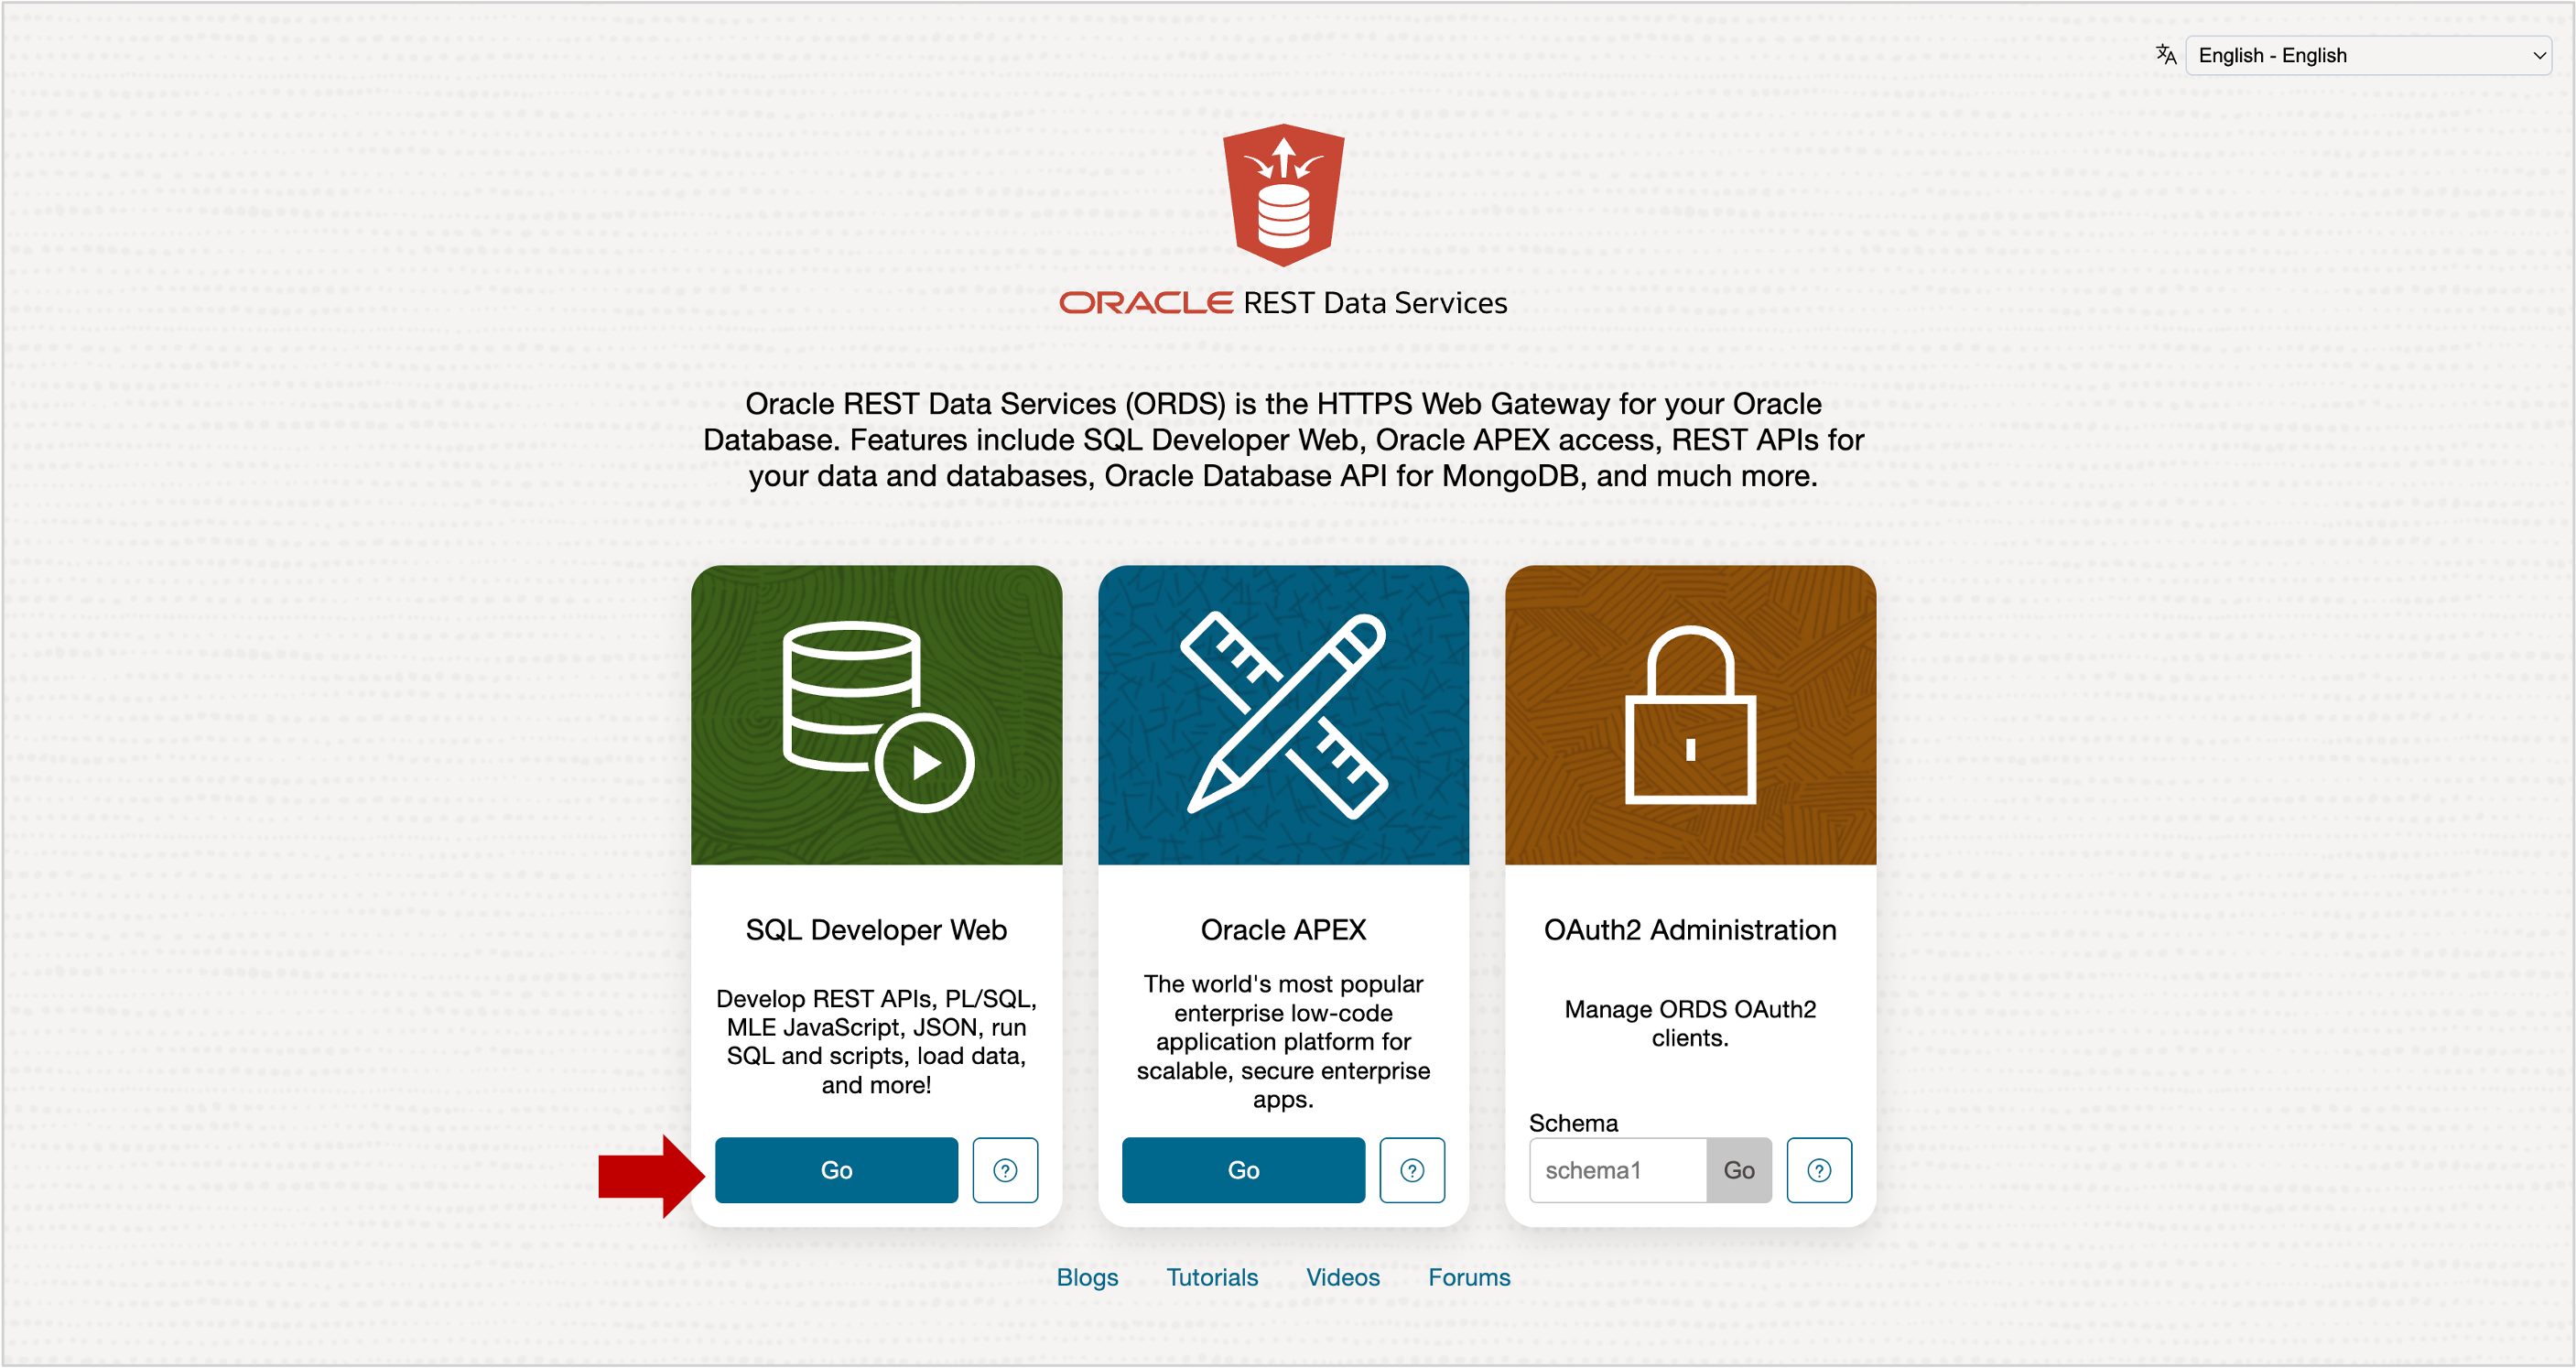 English - English
ORACLE REST Data Services
Oracle REST Data Services (ORDS) is the HTTPS Web Gateway for your Oracle
Database. Features include SQL Developer Web, Oracle APEX access, REST APIs for
your data and databases, Oracle Database API for MongoDB, and much more.
SQL Developer Web
Develop REST APIs, PL/SQL,
MLE JavaScript, JSON, run
SQL and scripts, load data,
and more!
Go
?
Oracle APEX
The world's most popular
enterprise low-code
application platform for
scalable, secure enterprise
apps.
Go
?
OAuth2 Administration
Manage ORDS OAuth2
clients.
Schema
schema1
Go
?
Blogs
Tutorials
Videos
Forums